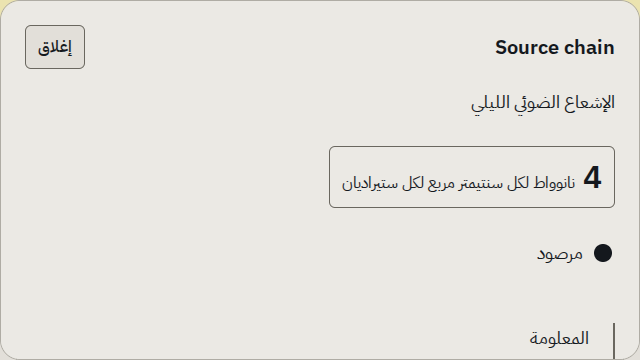 Source chain
إغلاق
الإشعاع الضوئي الليلي
4 نانوواط لكل سنتيمتر مربع لكل ستيراديان
مرصود
المعلومة